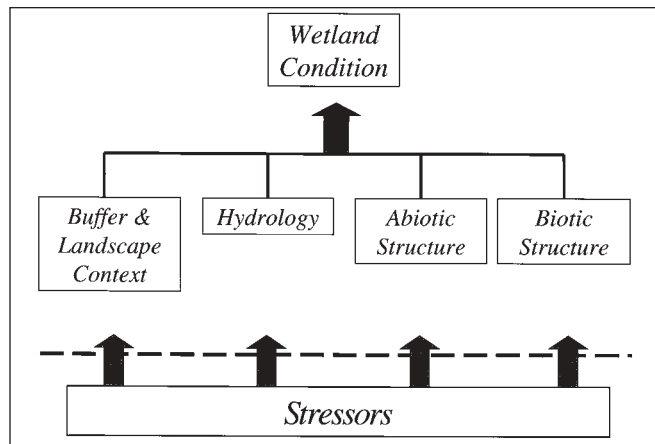 Wetland
Condition
Buffer &
Landscape
Context
Hydrology
Abiotic
Structure
Biotic
Structure
Stressors